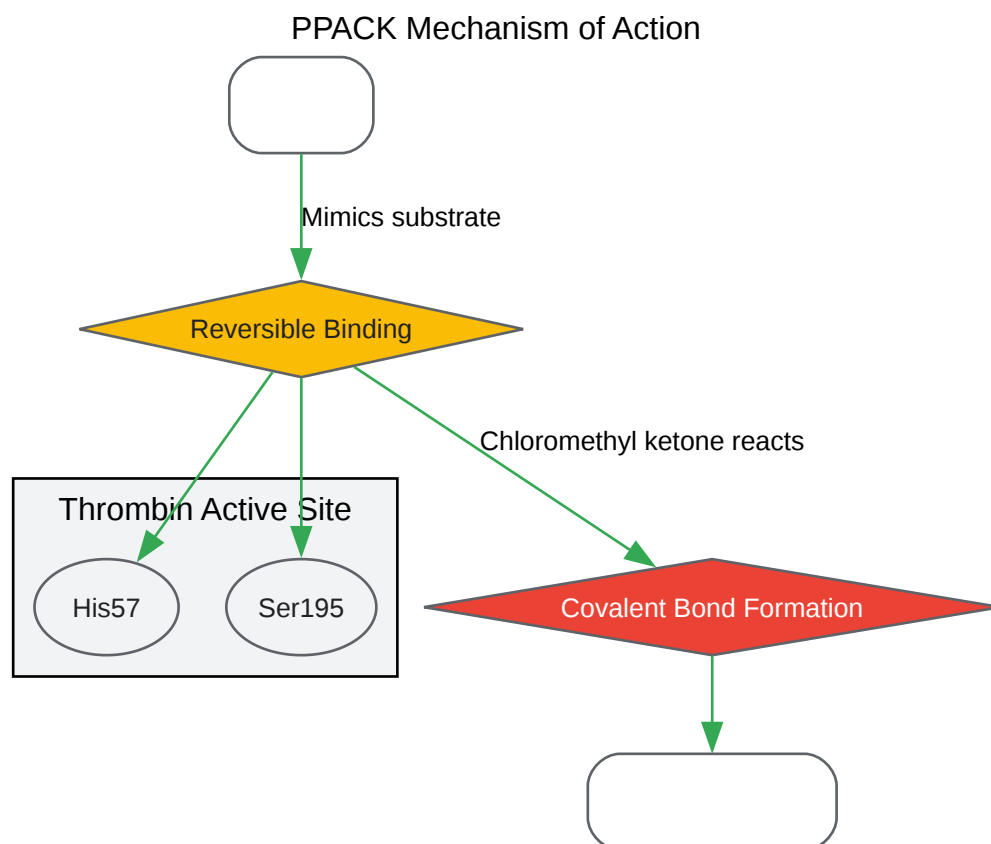 PPACK Mechanism of Action
Mimics substrate
Reversible Binding
Chloromethyl ketone reacts
Thrombin Active Site
His57
Ser195
Covalent Bond Formation